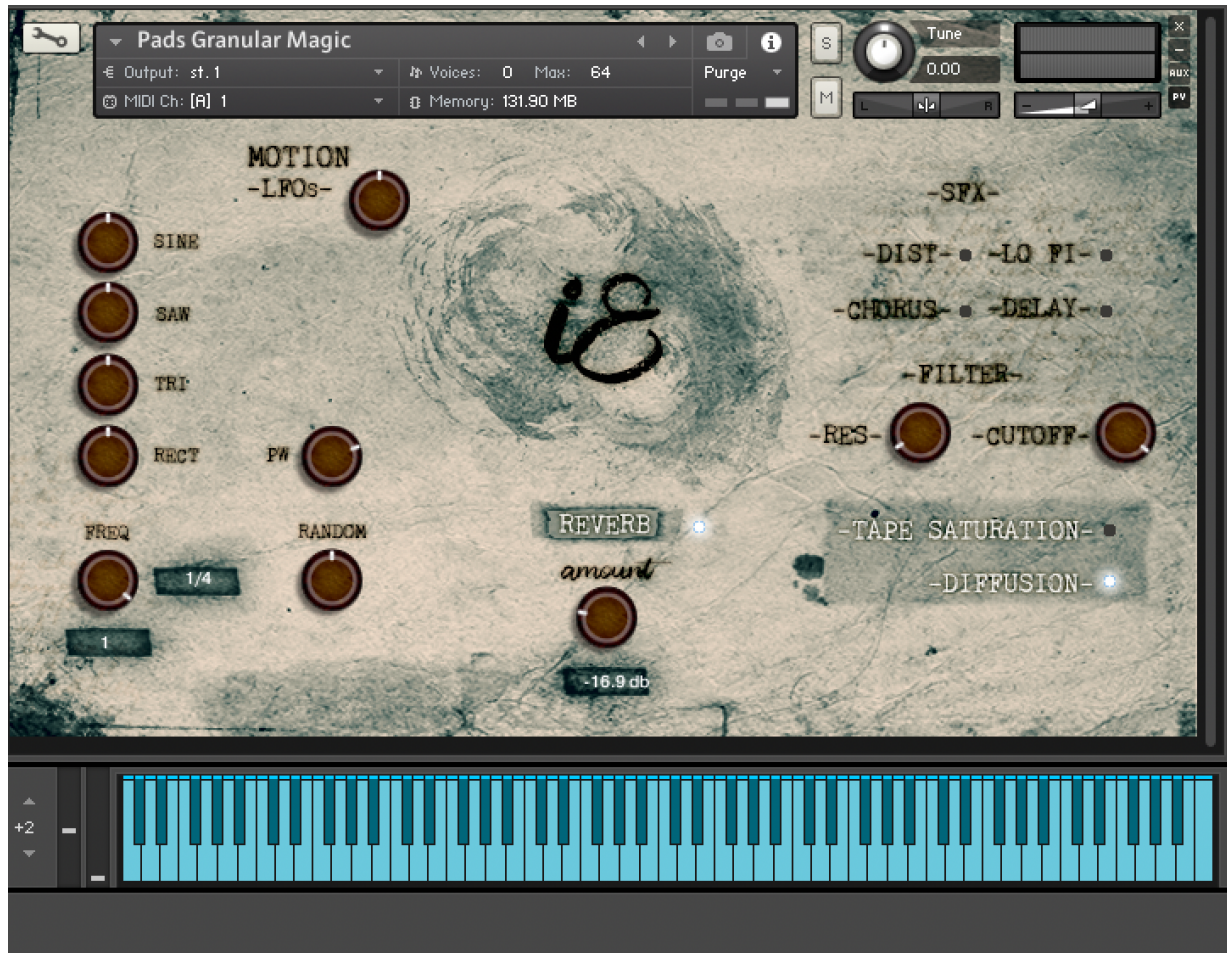 Pads Granular Magic
Output: st. 1
Voices: 0 Max: 64
Purge
MIDI Ch: [A] 1
Memory: 131.90 MB
S
M
Tune
0.00
L R
- +
X
-
AUX
PV
MOTION
-LFOs-
SINE
SAW
TRI
RECT
PW
FREQ
1/4
1
RANDOM
iE
REVERB
amount
-16.9 db
-SFX-
-DIST- -LO FI-
-CHORUS- -DELAY-
-FILTER-
-RES- -CUTOFF-
-TAPE SATURATION-
-DIFFUSION-
+2